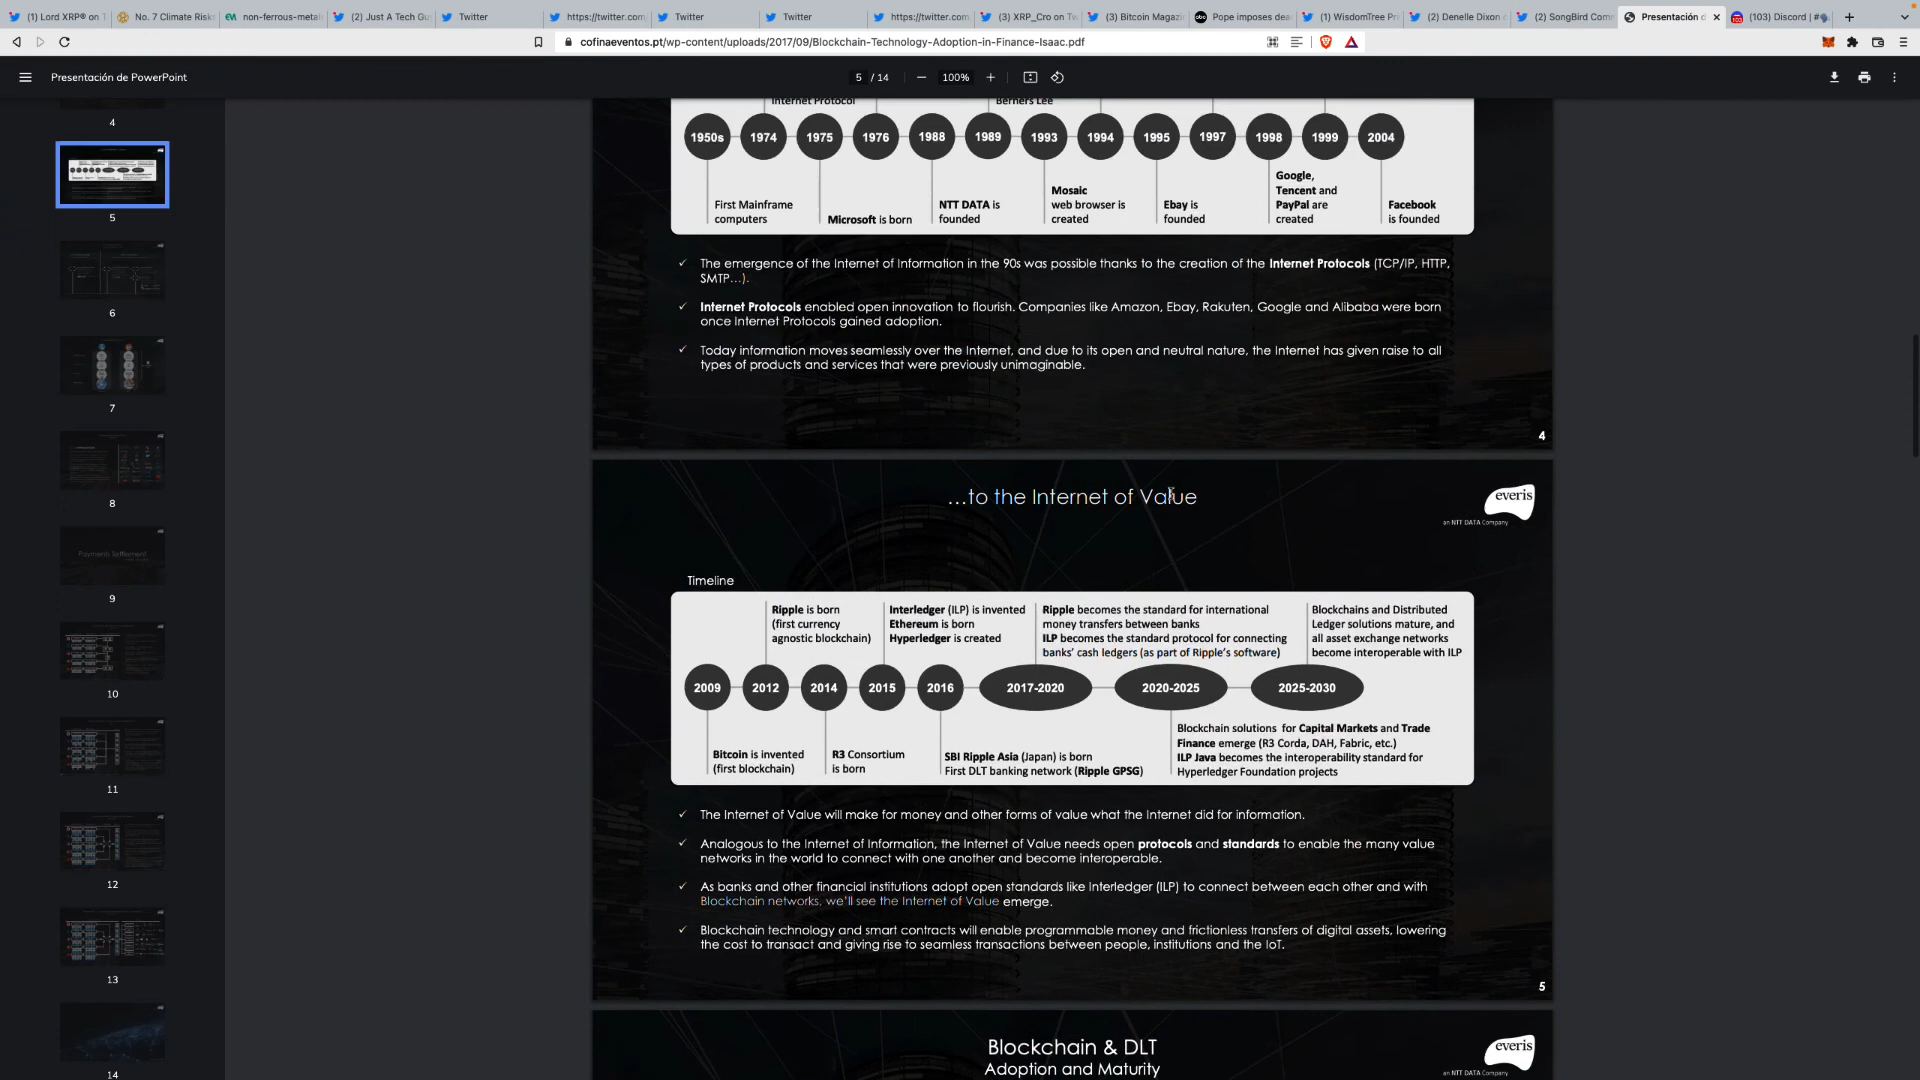 (1) Lord XRP® on T
No. 7 Climate Risk
non-ferrous-metal
(2) Just A Tech Gu
Twitter
https://twitter.com
Twitter
Twitter
https://twitter.com
(3) XRP_Cro on Tw
(3) Bitcoin Magazi
Pope imposes dea
(1) WisdomTree Pri
(2) Denelle Dixon o
(2) SongBird Comm
Presentación d
(103) Discord | #
cofinaeventos.pt/wp-content/uploads/2017/09/Blockchain-Technology-Adoption-in-Finance-Isaac.pdf
Presentación de PowerPoint
5 / 14
100%
4
5
6
7
8
Payments Settlement
9
10
11
12
13
14
Internet Protocol
Berners Lee
1950s 1974 1975 1976 1988 1989 1993 1994 1995 1997 1998 1999 2004
First Mainframe
computers
Microsoft is born
NTT DATA is
founded
Mosaic
web browser is
created
Ebay is
founded
Google,
Tencent and
PayPal are
created
Facebook
is founded
✓ The emergence of the Internet of Information in the 90s was possible thanks to the creation of the Internet Protocols (TCP/IP, HTTP,
SMTP…).
✓ Internet Protocols enabled open innovation to flourish. Companies like Amazon, Ebay, Rakuten, Google and Alibaba were born
once Internet Protocols gained adoption.
✓ Today information moves seamlessly over the Internet, and due to its open and neutral nature, the Internet has given raise to all
types of products and services that were previously unimaginable.
4
…to the Internet of Value
everis
an NTT DATA Company
Timeline
Ripple is born
(first currency
agnostic blockchain)
Interledger (ILP) is invented
Ethereum is born
Hyperledger is created
Ripple becomes the standard for international
money transfers between banks
ILP becomes the standard protocol for connecting
banks' cash ledgers (as part of Ripple's software)
Blockchains and Distributed
Ledger solutions mature, and
all asset exchange networks
become interoperable with ILP
2009 2012 2014 2015 2016 2017-2020 2020-2025 2025-2030
Bitcoin is invented
(first blockchain)
R3 Consortium
is born
SBI Ripple Asia (Japan) is born
First DLT banking network (Ripple GPSG)
Blockchain solutions for Capital Markets and Trade
Finance emerge (R3 Corda, DAH, Fabric, etc.)
ILP Java becomes the interoperability standard for
Hyperledger Foundation projects
✓ The Internet of Value will make for money and other forms of value what the Internet did for information.
✓ Analogous to the Internet of Information, the Internet of Value needs open protocols and standards to enable the many value
networks in the world to connect with one another and become interoperable.
✓ As banks and other financial institutions adopt open standards like Interledger (ILP) to connect between each other and with
Blockchain networks, we'll see the Internet of Value emerge.
✓ Blockchain technology and smart contracts will enable programmable money and frictionless transfers of digital assets, lowering
the cost to transact and giving rise to seamless transactions between people, institutions and the IoT.
5
Blockchain & DLT
Adoption and Maturity
everis
an NTT DATA Company